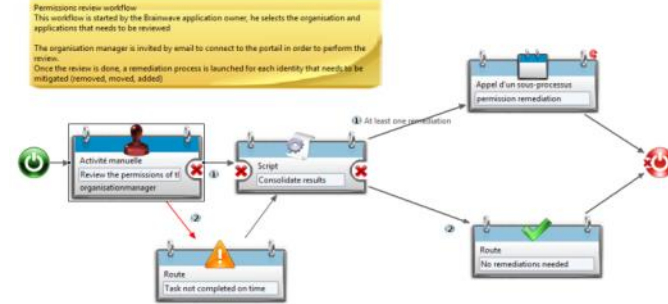 Permissions review workflow
This workflow is started by the Brainwave application owner, he selects the organisation and
applications that needs to be reviewed
The organisation manager is invited by email to connect to the portail in order to perform the
review.
Once the review is done, a remediation process is launched for each identity that needs to be
mitigated (removed, moved, added)
Appel d'un sous-processus
permission remediation
1 At least one remediation
Activité manuelle
Review the permissions of tl
organisationmanager
1
Script
Consolidate results
2
2
Route
Task not completed on time
Route
No remediations needed